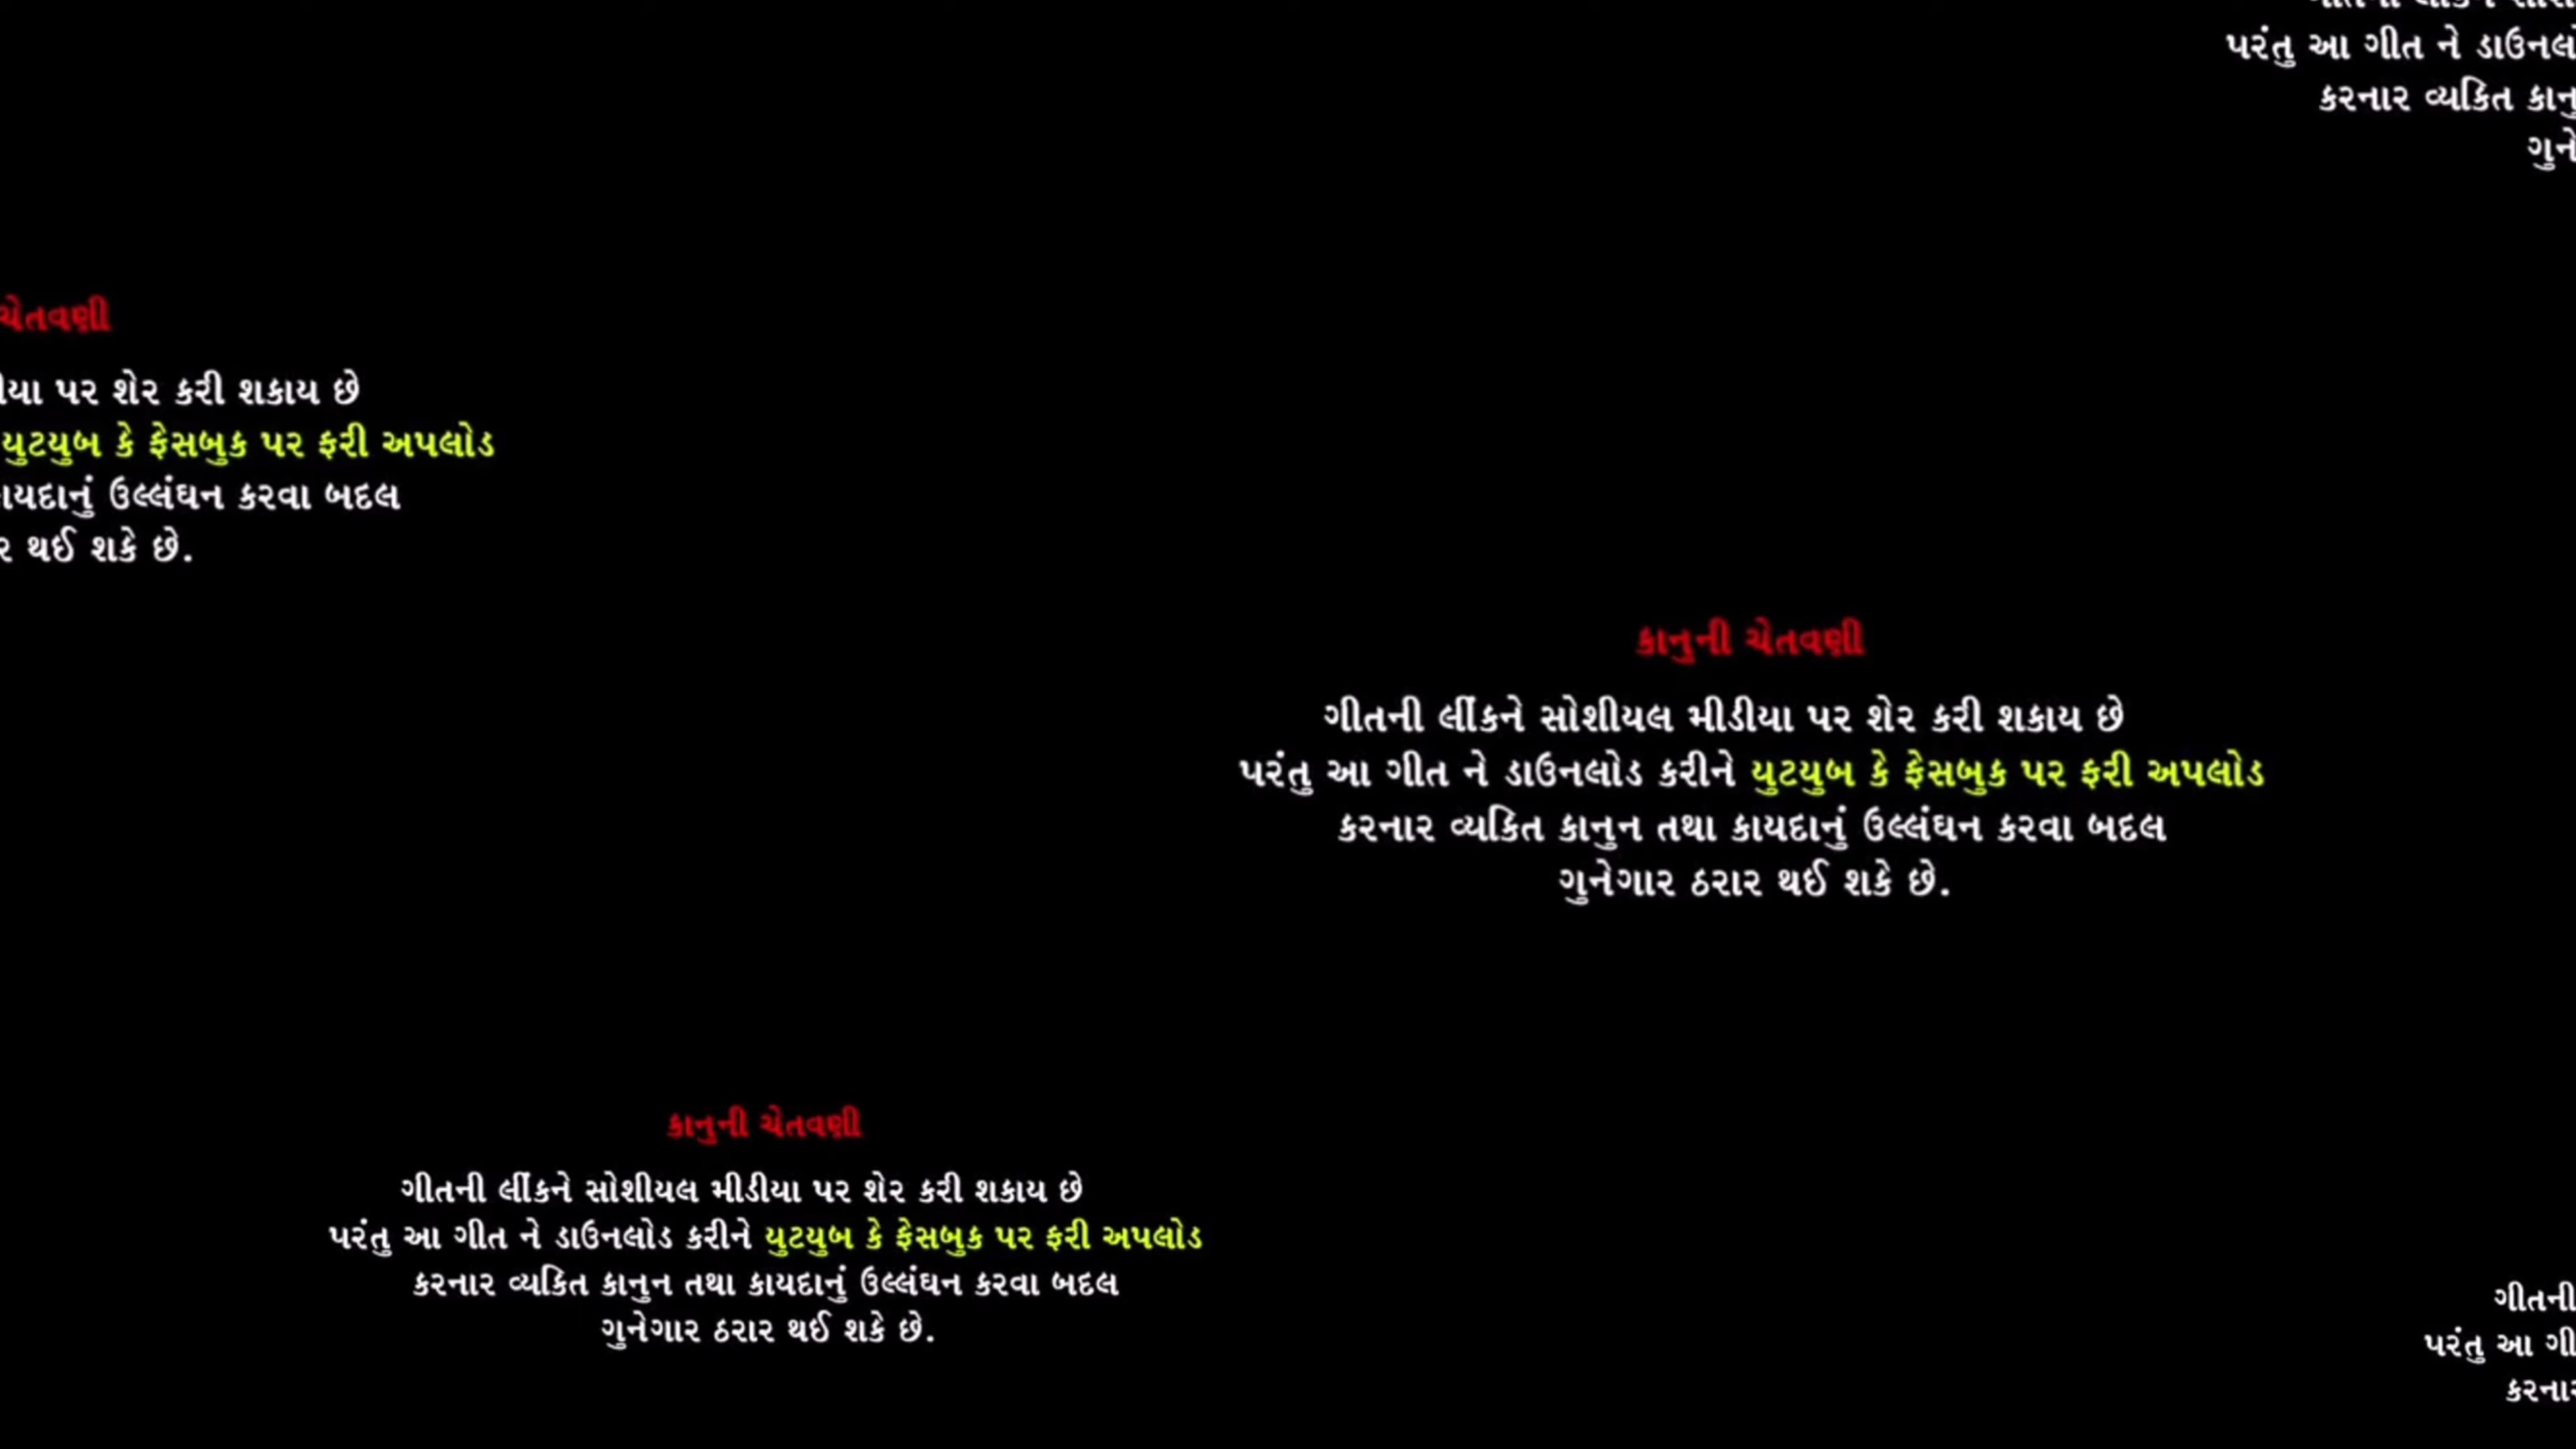 પરંતુ આ ગીત ને
કરનાર વ્યકિત
ચેતવણી
પર શેર કરી શકાય છે
યુટયુબ કે ફેસબુક પર ફરી અપલોડ
ઉલ્લંઘન કરવા બદલ
થઈ શકે છે.
કાનુની ચેતવણી
ગીતની લીંકને સોશીયલ મીડીયા પર શેર કરી શકાય છે
પરંતુ આ ગીત ને ડાઉનલોડ કરીને યુટયુબ કે ફેસબુક પર ફરી અપલોડ
કરનાર વ્યકિત કાનુન તથા કાયદાનું ઉલ્લંઘન કરવા બદલ
ગુનેગાર ઠરાર થઈ શકે છે.
કાનુની ચેતવણી
ગીતની લીંકને સોશીયલ મીડીયા પર શેર કરી શકાય છે
પરંતુ આ ગીત ને ડાઉનલોડ કરીને યુટયુબ કે ફેસબુક પર ફરી અપલોડ
કરનાર વ્યકિત કાનુન તથા કાયદાનું ઉલ્લંઘન કરવા બદલ
ગુનેગાર ઠરાર થઈ શકે છે.
ગીતની
પરંતુ આ